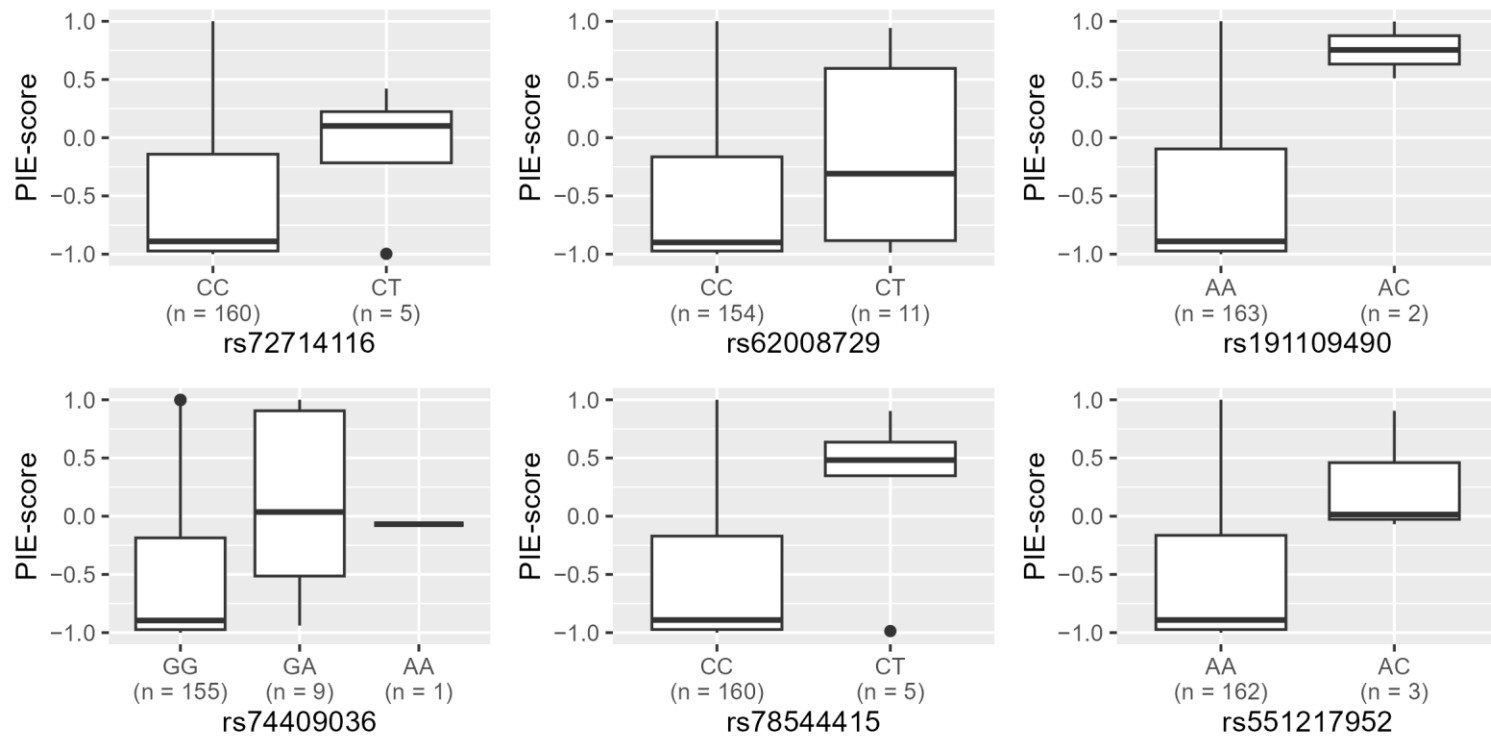 PIE-score
1.0
0.5
0.0
−0.5
−1.0
CC CT
(n = 160) (n = 5)
rs72714116
PIE-score
1.0
0.5
0.0
−0.5
−1.0
CC CT
(n = 154) (n = 11)
rs62008729
PIE-score
1.0
0.5
0.0
−0.5
−1.0
AA AC
(n = 163) (n = 2)
rs191109490
PIE-score
1.0
0.5
0.0
−0.5
−1.0
GG GA AA
(n = 155) (n = 9) (n = 1)
rs74409036
PIE-score
1.0
0.5
0.0
−0.5
−1.0
CC CT
(n = 160) (n = 5)
rs78544415
PIE-score
1.0
0.5
0.0
−0.5
−1.0
AA AC
(n = 162) (n = 3)
rs551217952